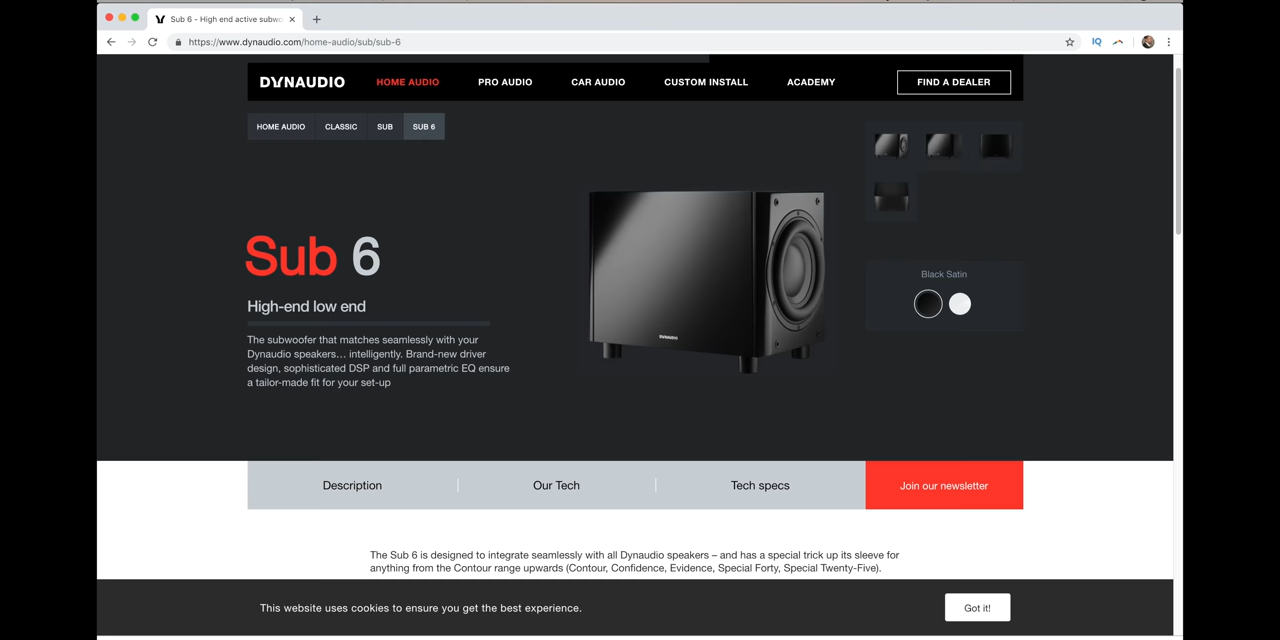 Sub 6 - High end active subwo
https://www.dynaudio.com/home-audio/sub/sub-6
IQ
DYNAUDIO HOME AUDIO PRO AUDIO CAR AUDIO CUSTOM INSTALL ACADEMY FIND A DEALER
HOME AUDIO CLASSIC SUB SUB 6
Sub 6
High-end low end
The subwoofer that matches seamlessly with your
Dynaudio speakers... intelligently. Brand-new driver
design, sophisticated DSP and full parametric EQ ensure
a tailor-made fit for your set-up
DYNAUDIO
Black Satin
Description Our Tech Tech specs Join our newsletter
The Sub 6 is designed to integrate seamlessly with all Dynaudio speakers – and has a special trick up its sleeve for
anything from the Contour range upwards (Contour, Confidence, Evidence, Special Forty, Special Twenty-Five).
This website uses cookies to ensure you get the best experience.
Got it!